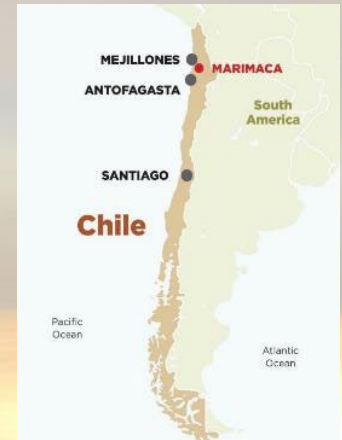 MEJILLONES
MARIMACA
ANTOFAGASTA
South
America
SANTIAGO
Chile
Pacific
Ocean
Atlantic
Ocean